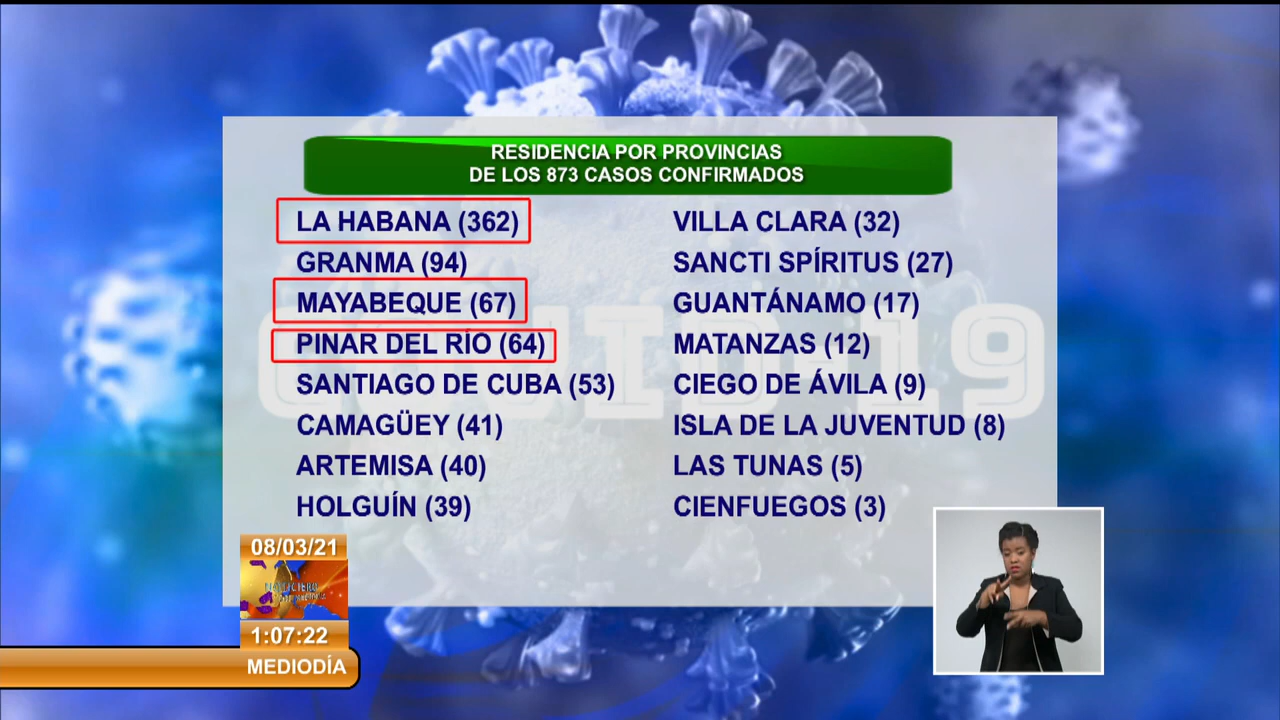 RESIDENCIA POR PROVINCIAS
DE LOS 873 CASOS CONFIRMADOS
LA HABANA (362)
GRANMA (94)
MAYABEQUE (67)
PINAR DEL RÍO (64)
SANTIAGO DE CUBA (53)
CAMAGÜEY (41)
ARTEMISA (40)
HOLGUÍN (39)
VILLA CLARA (32)
SANCTI SPÍRITUS (27)
GUANTÁNAMO (17)
MATANZAS (12)
CIEGO DE ÁVILA (9)
ISLA DE LA JUVENTUD (8)
LAS TUNAS (5)
CIENFUEGOS (3)
COVID-19
08/03/21
NOTICIERO
1:07:22
MEDIODÍA